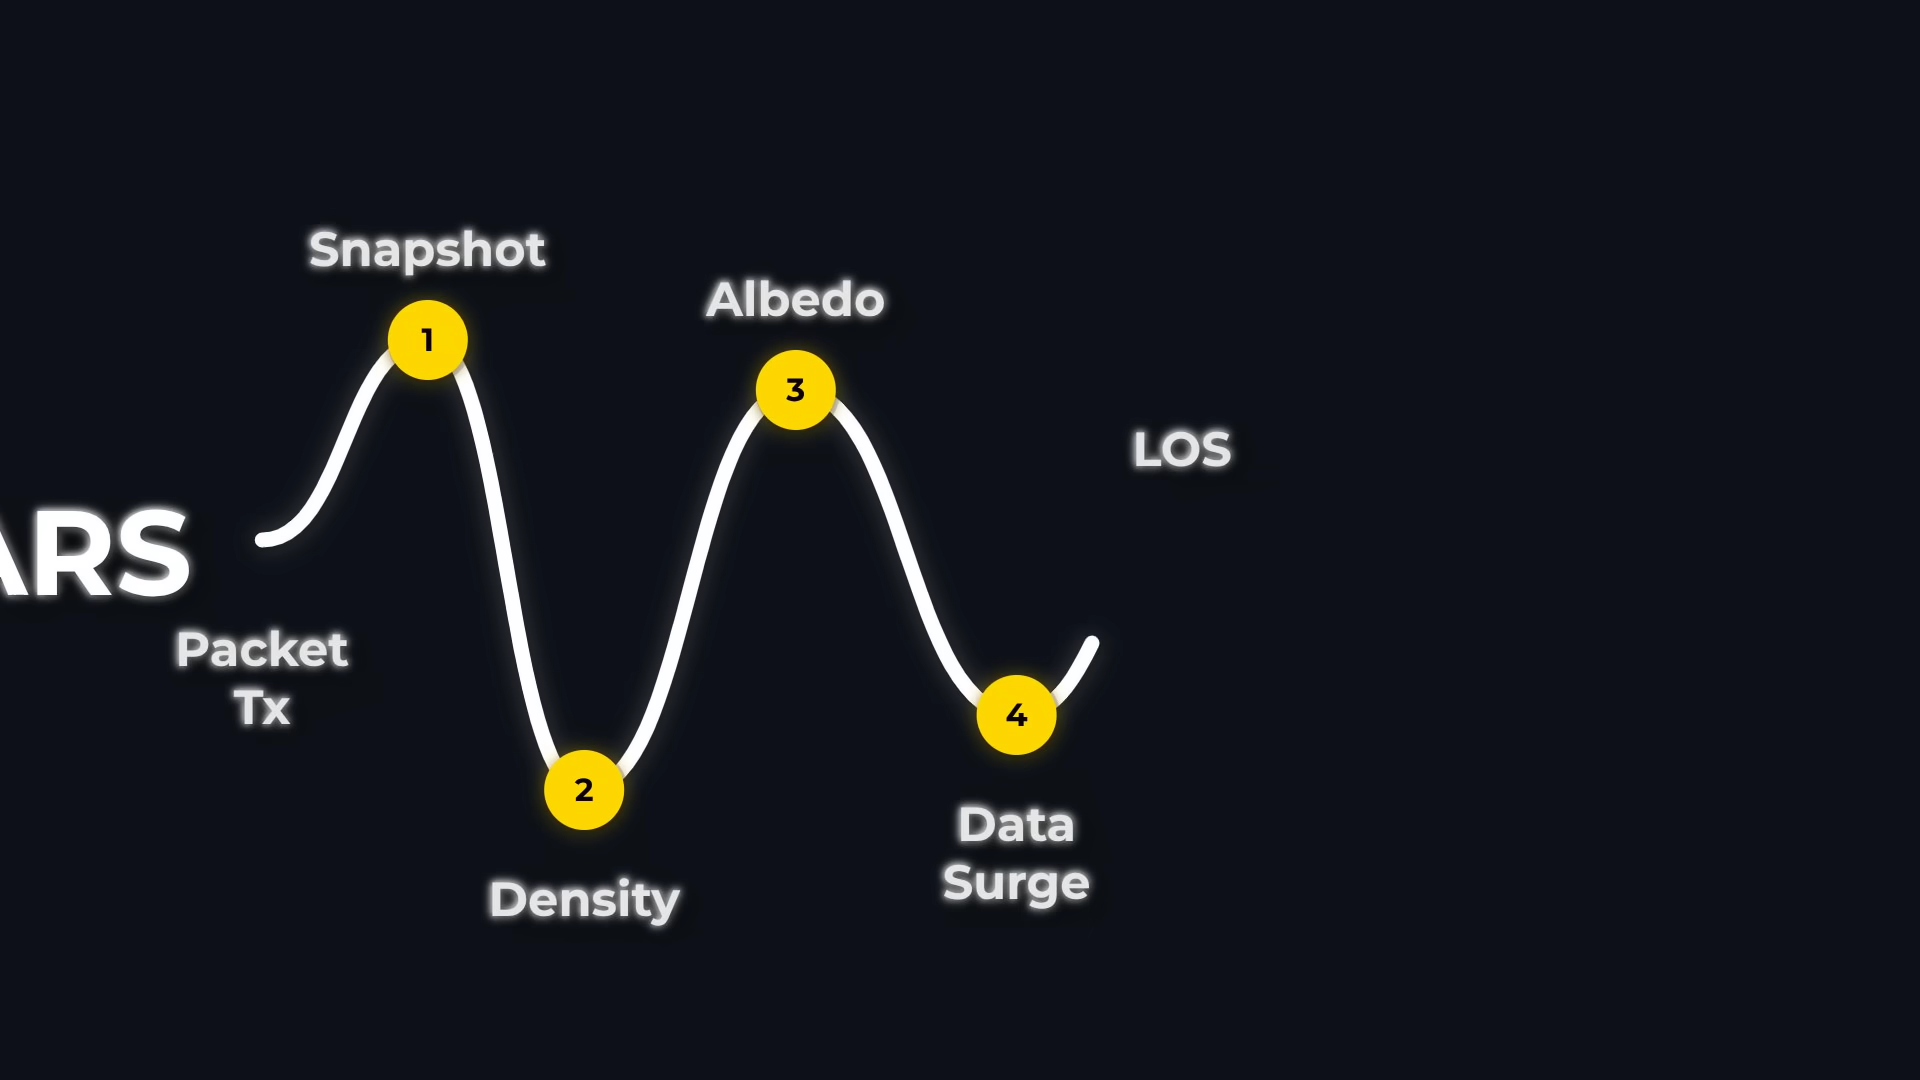 Snapshot
1
Albedo
3
LOS
ARS
Packet
Tx
4
2
Data
Surge
Density